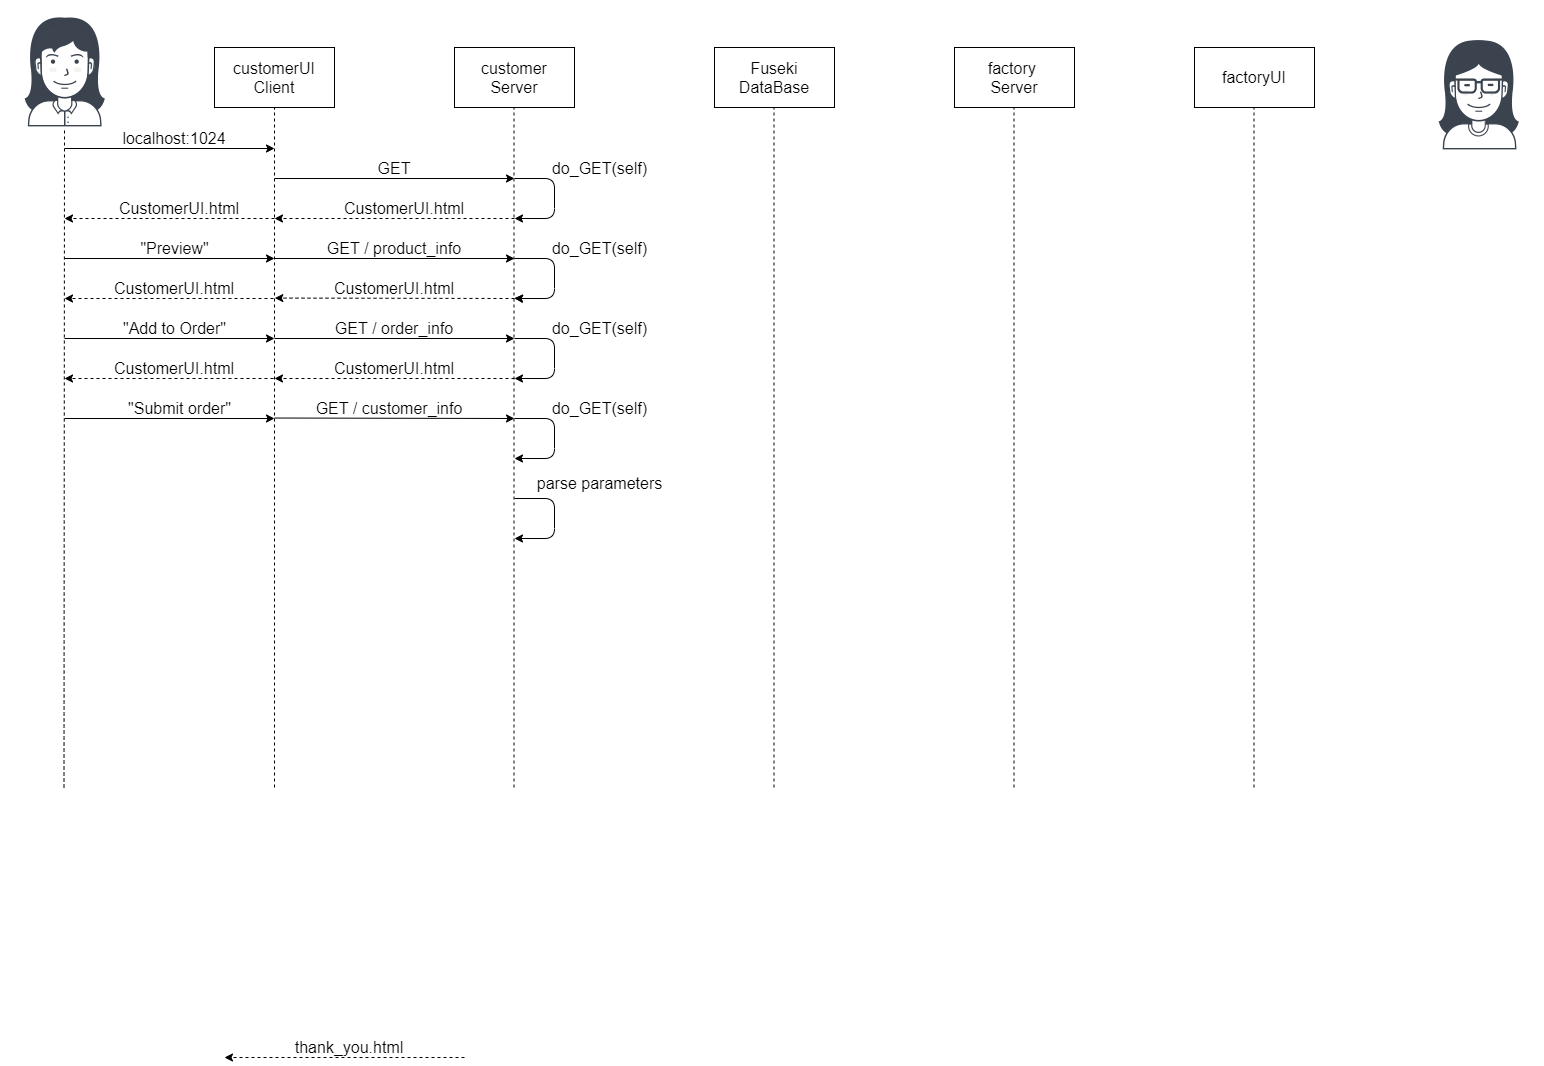 customerUI
Client
customer
Server
Fuseki
DataBase
factory
Server
factoryUI
localhost:1024
GET
do_GET(self)
CustomerUI.html
CustomerUI.html
"Preview"
GET / product_info
do_GET(self)
CustomerUI.html
CustomerUI.html
"Add to Order"
GET / order_info
do_GET(self)
CustomerUI.html
CustomerUI.html
"Submit order"
GET / customer_info
do_GET(self)
parse parameters
thank_you.html